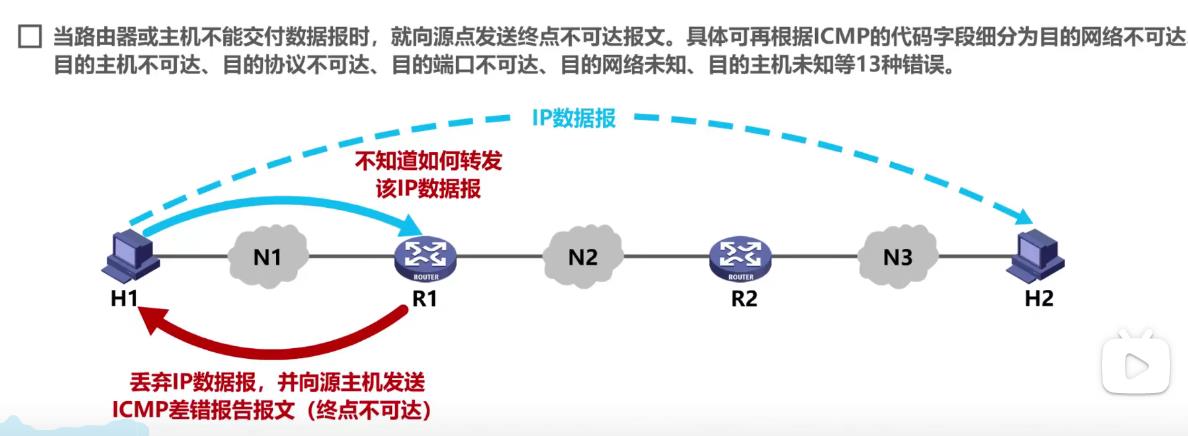 当路由器或主机不能交付数据报时，就向源点发送终点不可达报文。具体可再根据ICMP的代码字段细分为目的网络不可达、
目的主机不可达、目的协议不可达、目的端口不可达、目的网络未知、目的主机未知等13种错误。
IP数据报
不知道如何转发
该IP数据报
N1
N2
N3
ROUTER
ROUTER
H1
R1
R2
H2
丢弃IP数据报，并向源主机发送
ICMP差错报告报文（终点不可达）